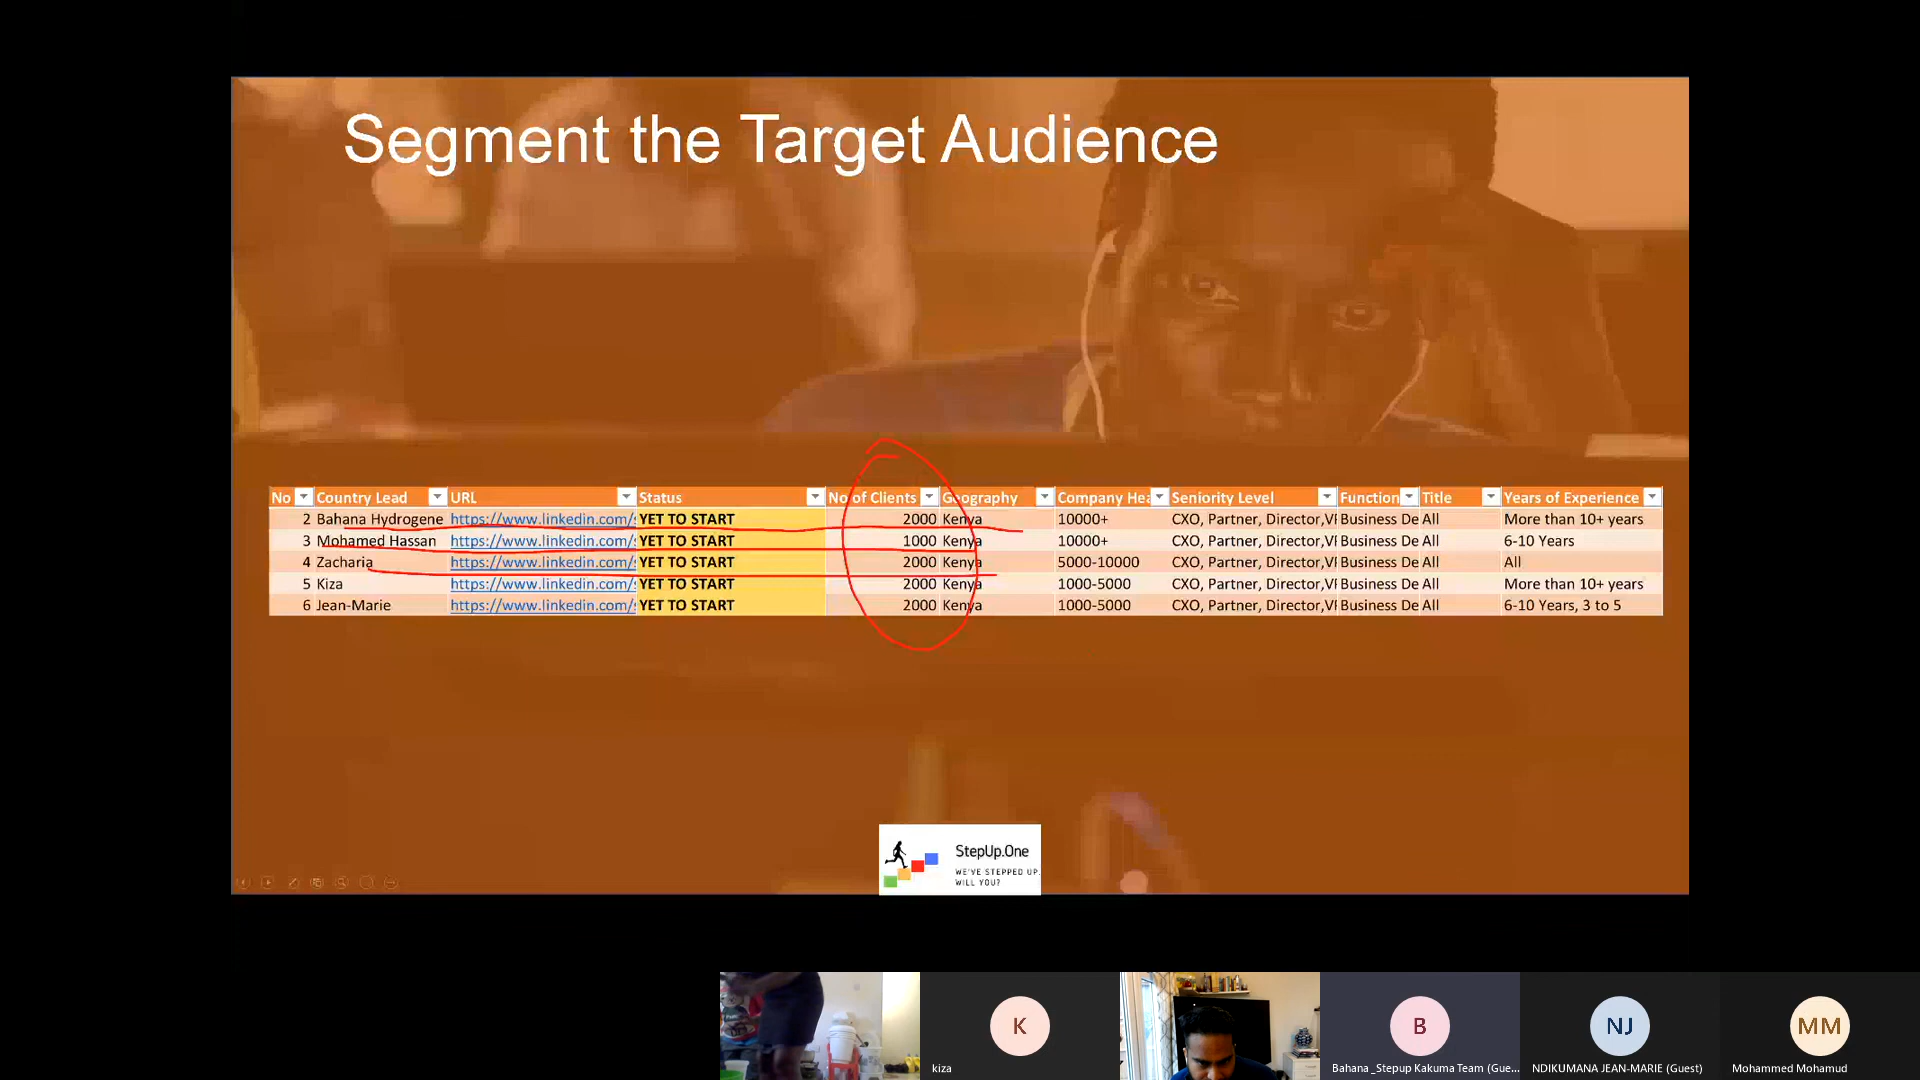 Segment the Target Audience
No Country Lead URL Status No of Clients Geography Company Hea Seniority Level Function Title Years of Experience
2 Bahana Hydrogene https://www.linkedin.com/s YET TO START 2000 Kenya 10000+ CXO, Partner, Director,VP Business De All More than 10+ years
3 Mohamed Hassan https://www.linkedin.com/s YET TO START 1000 Kenya 10000+ CXO, Partner, Director,VP Business De All 6-10 Years
4 Zacharia https://www.linkedin.com/s YET TO START 2000 Kenya 5000-10000 CXO, Partner, Director,VP Business De All All
5 Kiza https://www.linkedin.com/s YET TO START 2000 Kenya 1000-5000 CXO, Partner, Director,VP Business De All More than 10+ years
6 Jean-Marie https://www.linkedin.com/s YET TO START 2000 Kenya 1000-5000 CXO, Partner, Director,VP Business De All 6-10 Years, 3 to 5
StepUp.One
WE'VE STEPPED UP.
WILL YOU?
K
B
NJ
MM
kiza
Bahana _Stepup Kakuma Team (Gue...
NDIKUMANA JEAN-MARIE (Guest)
Mohammed Mohamud